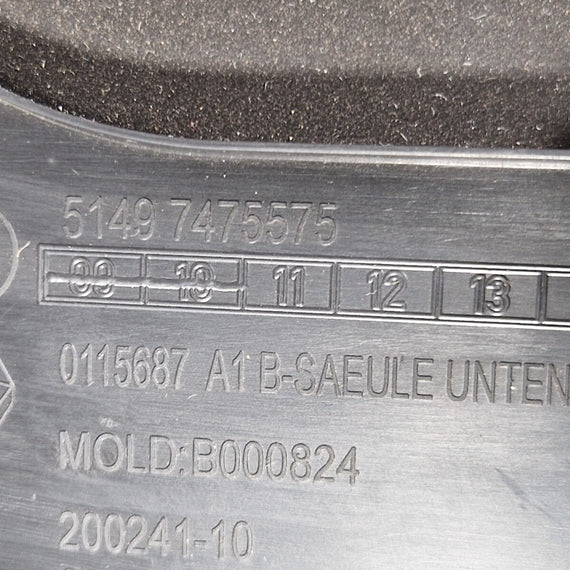 5149 7475575
09 10 11 12 13
0115687 A1 B-SAEULE UNTEN
MOLD:B000824
200241-10